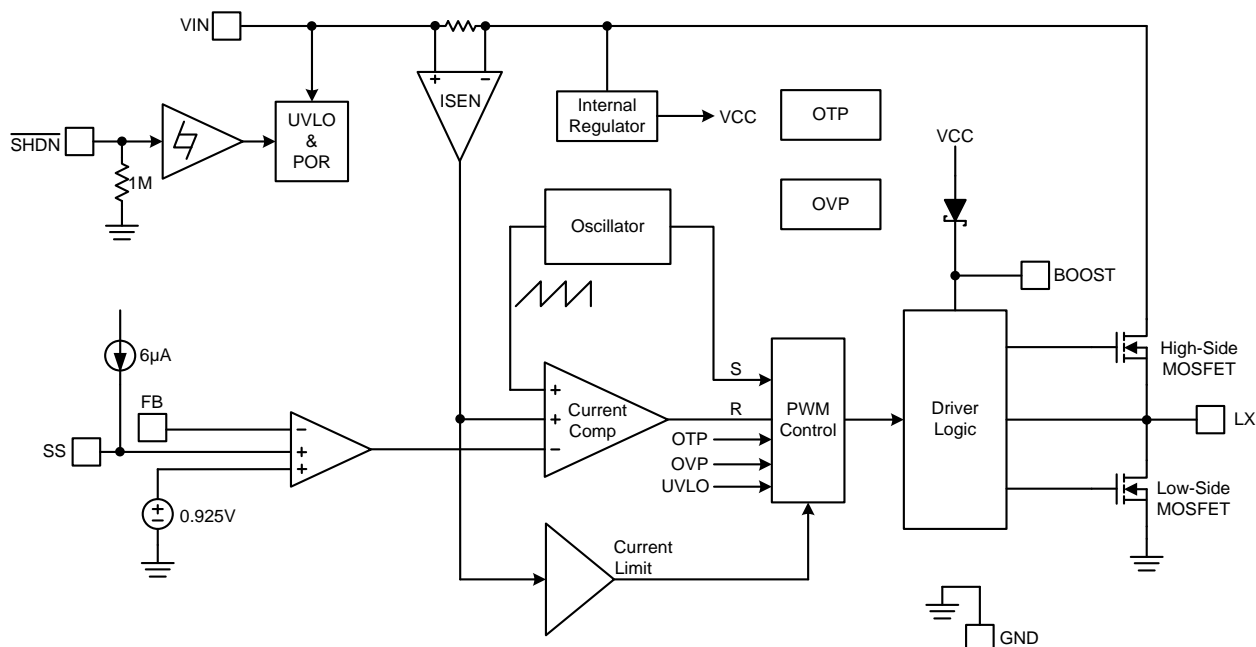 VIN
+
−
ISEN
Internal
Regulator
VCC
OTP
SHDN
UVLO
&
POR
1M
VCC
OVP
Oscillator
BOOST
6μA
High-Side
MOSFET
S
FB
+
Current
Comp
+
−
R
PWM
Control
Driver
Logic
LX
SS
−
+
+
OTP
OVP
UVLO
Low-Side
MOSFET
+
−
0.925V
Current
Limit
GND